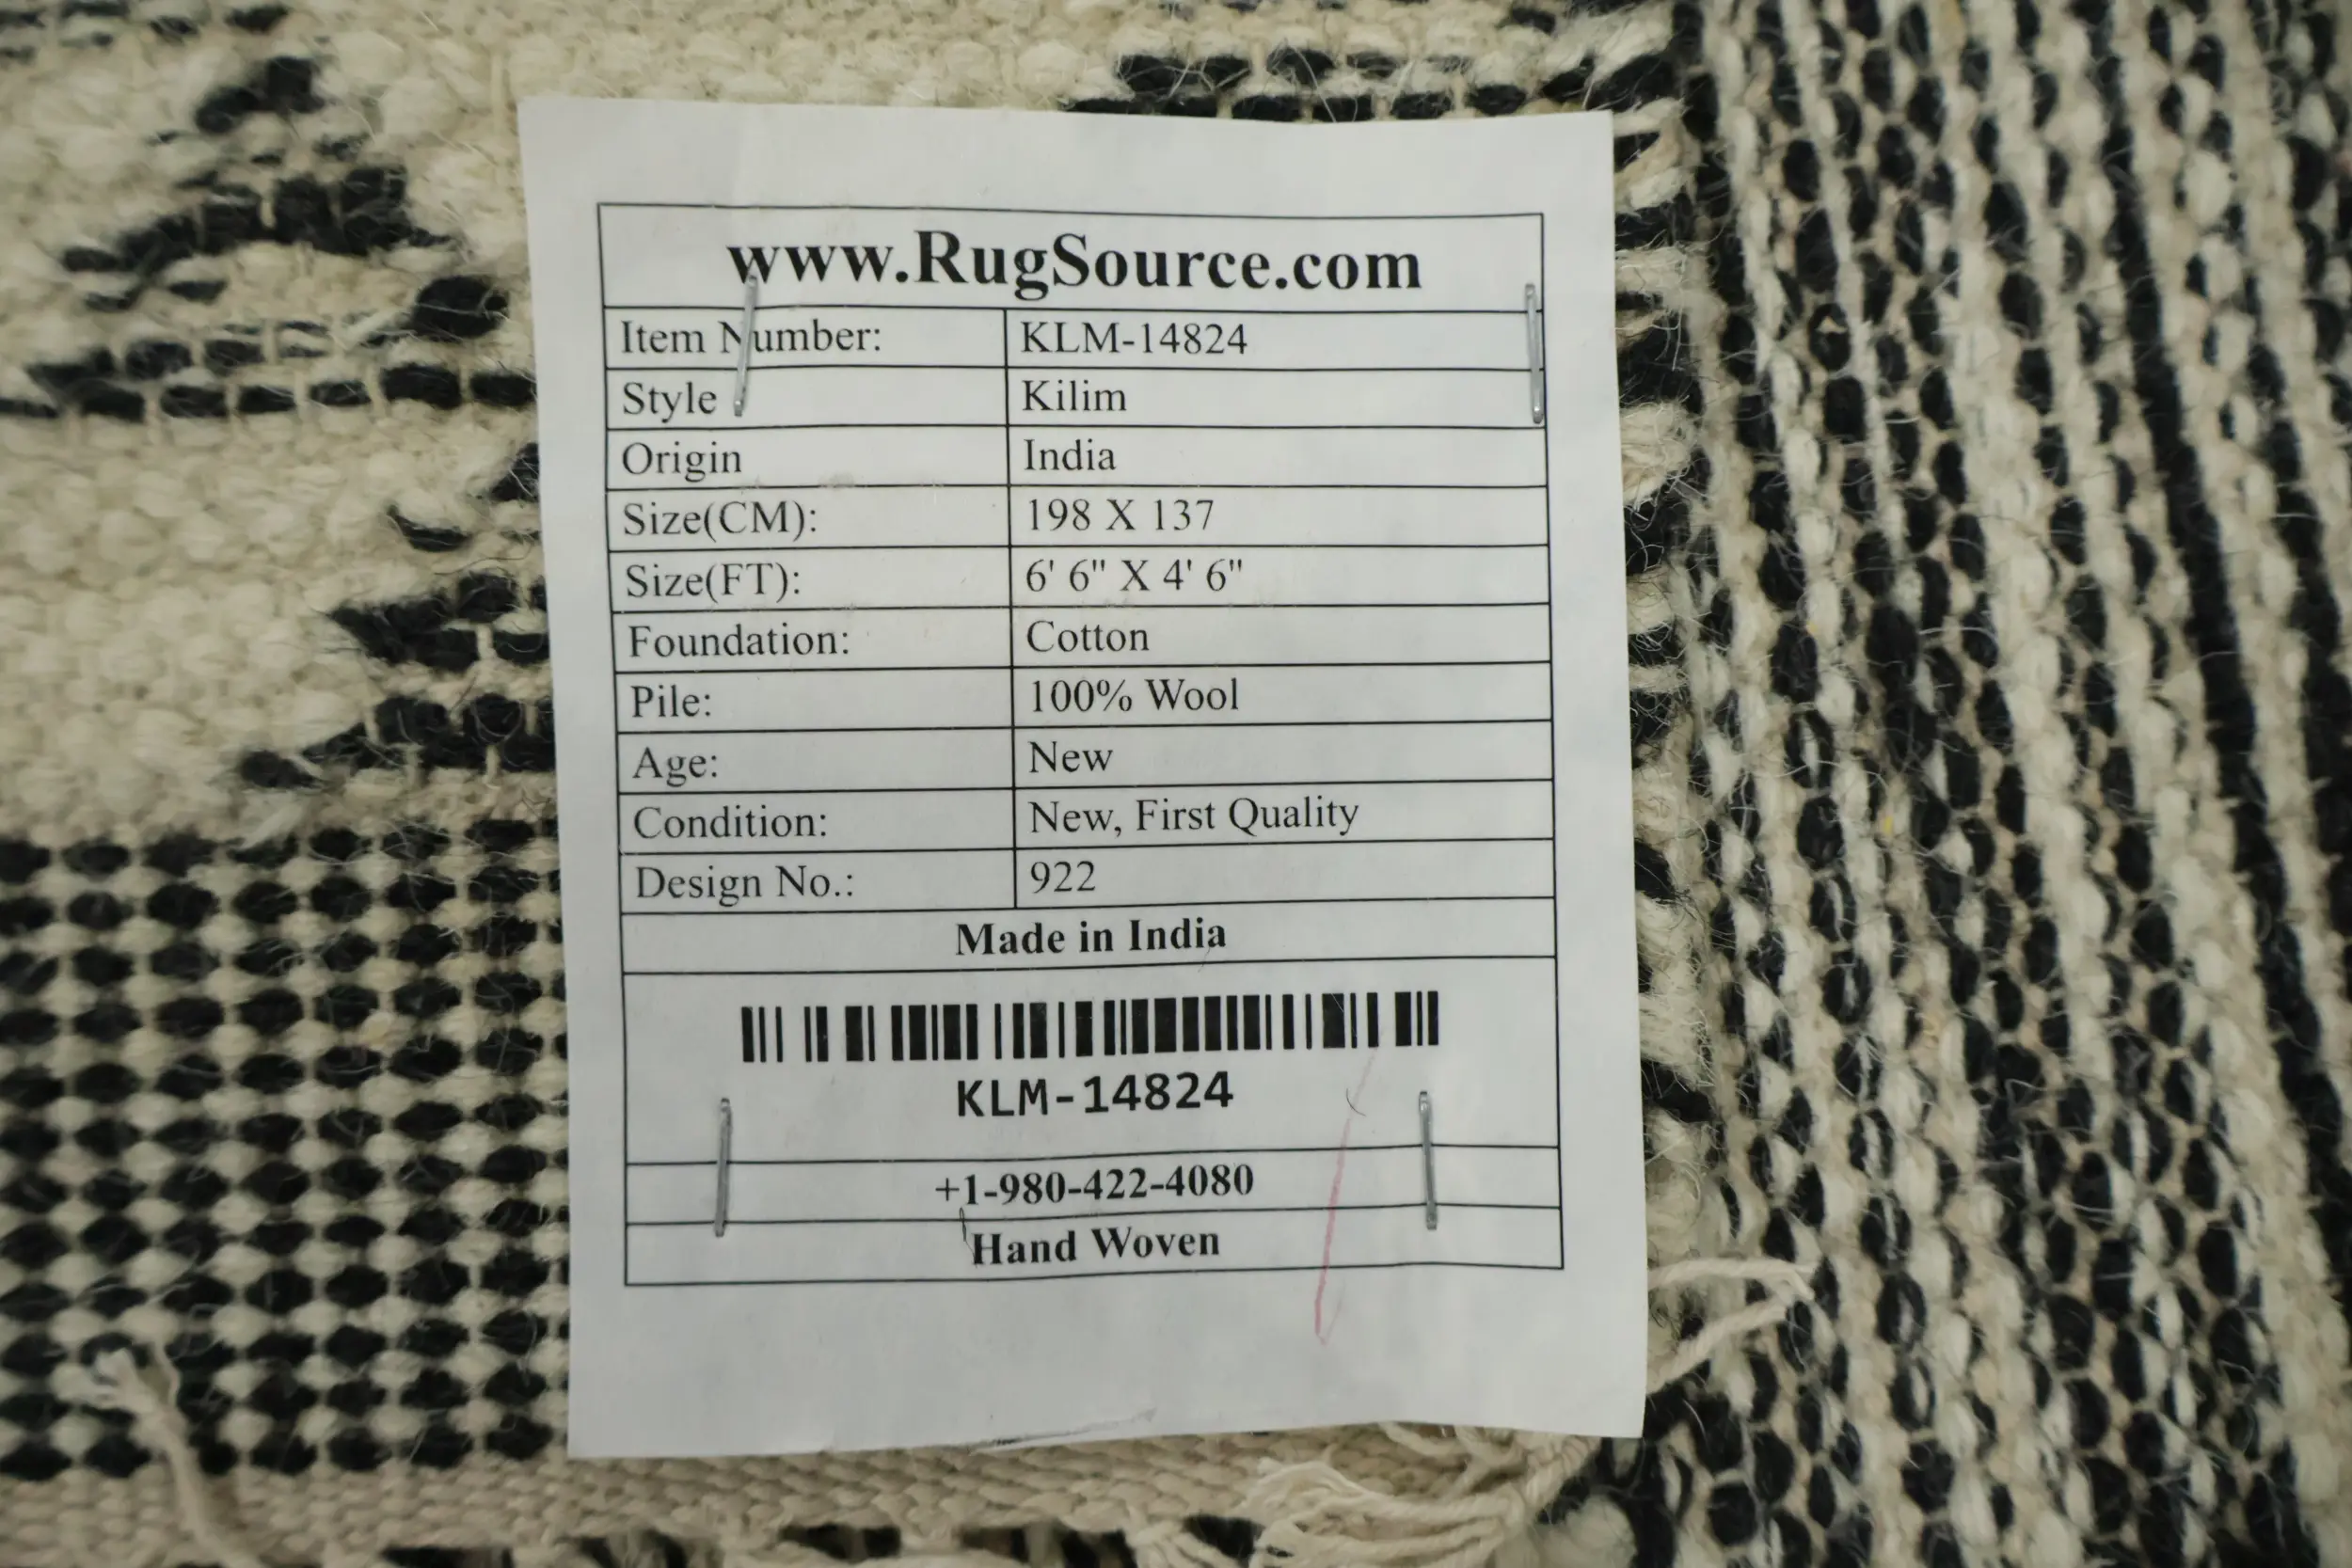 www.RugSource.com
Item Number: KLM-14824
Style Kilim
Origin India
Size(CM): 198 X 137
Size(FT): 6' 6" X 4' 6"
Foundation: Cotton
Pile: 100% Wool
Age: New
Condition: New, First Quality
Design No.: 922
Made in India
KLM-14824
+1-980-422-4080
Hand Woven